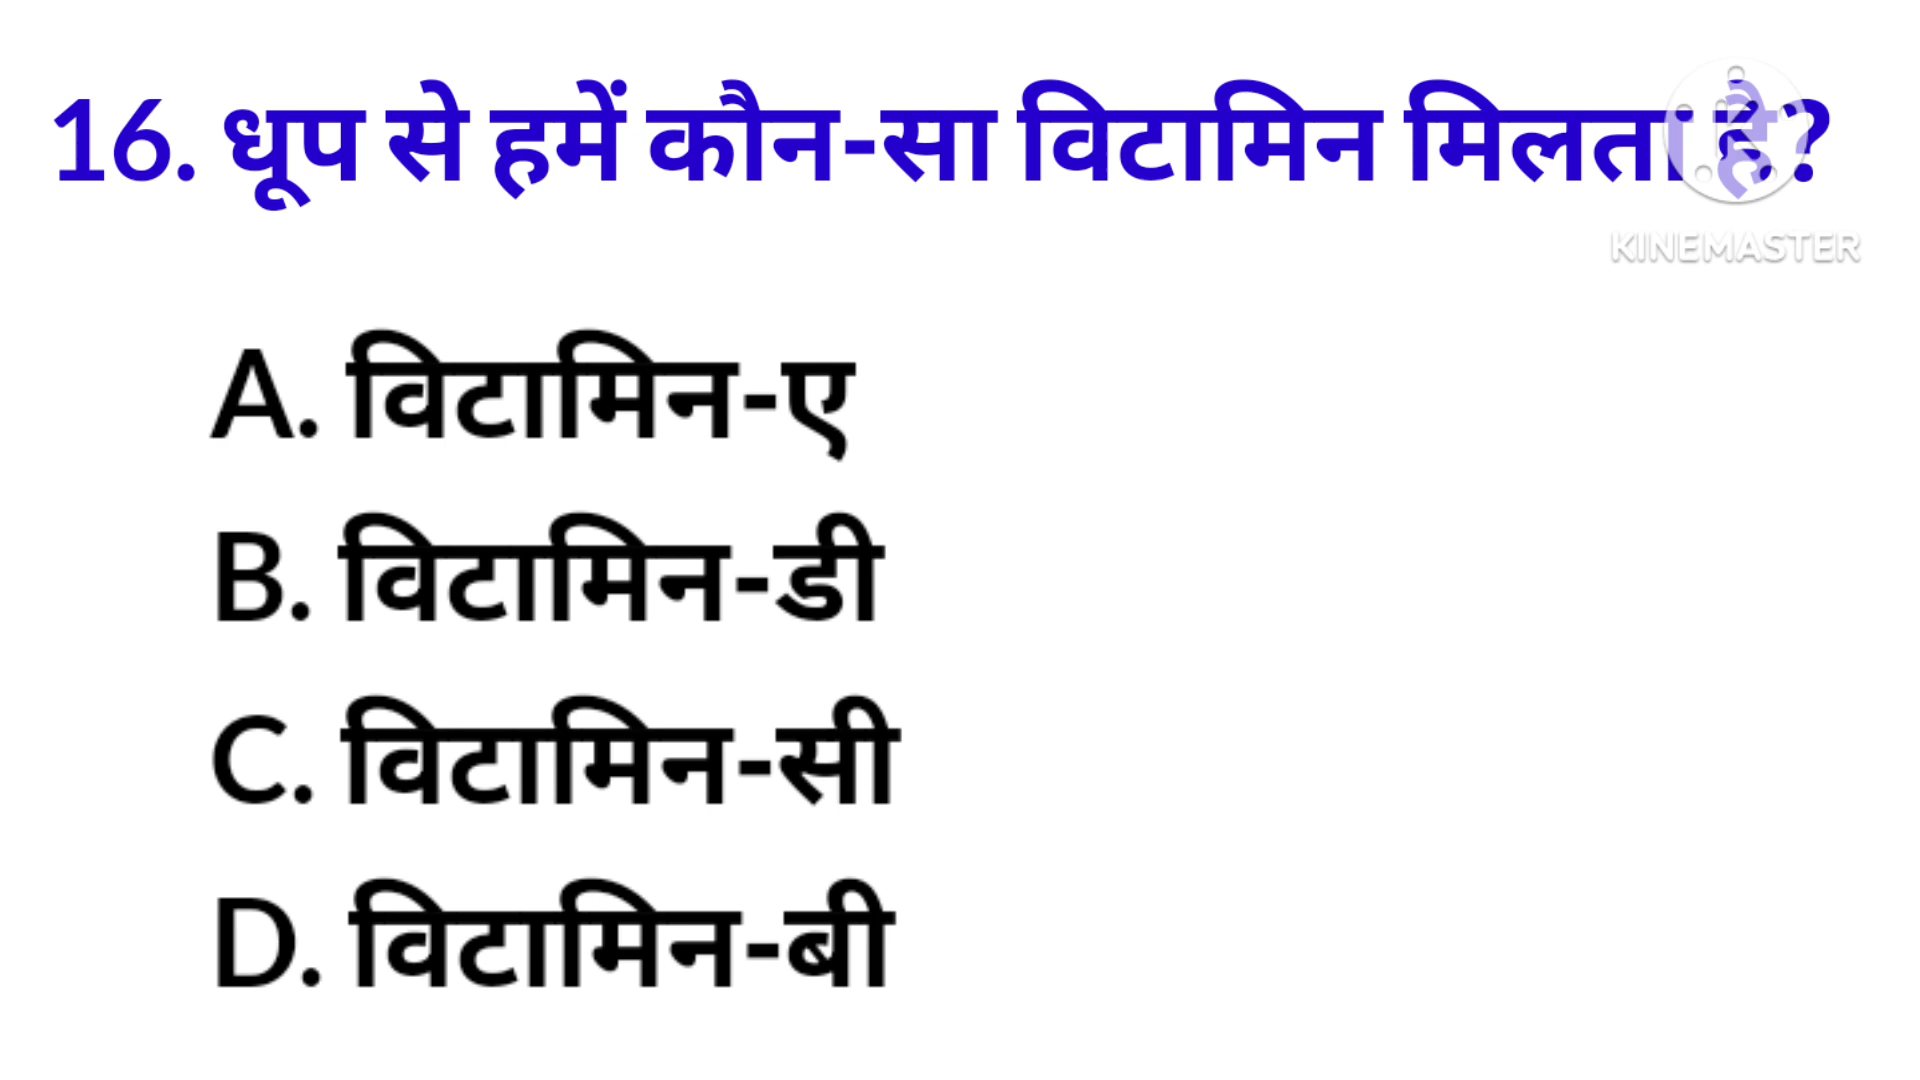 16. धूप से हमें कौन-सा विटामिन मिलता है?
KINEMASTER
A. विटामिन-ए
B. विटामिन-डी
C. विटामिन-सी
D. विटामिन-बी